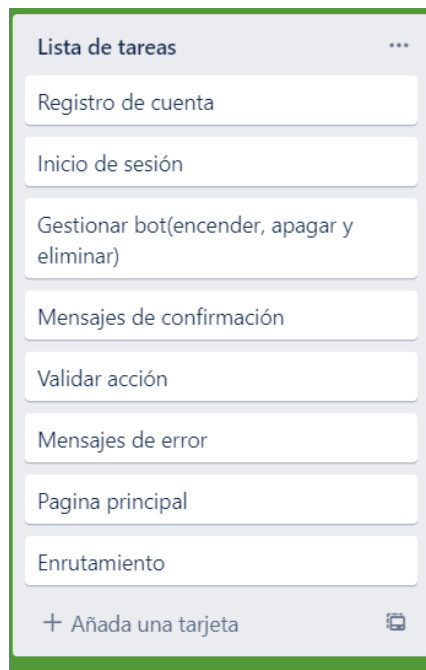 Lista de tareas
Registro de cuenta
Inicio de sesión
Gestionar bot(encender, apagar y
eliminar)
Mensajes de confirmación
Validar acción
Mensajes de error
Pagina principal
Enrutamiento
+ Añada una tarjeta